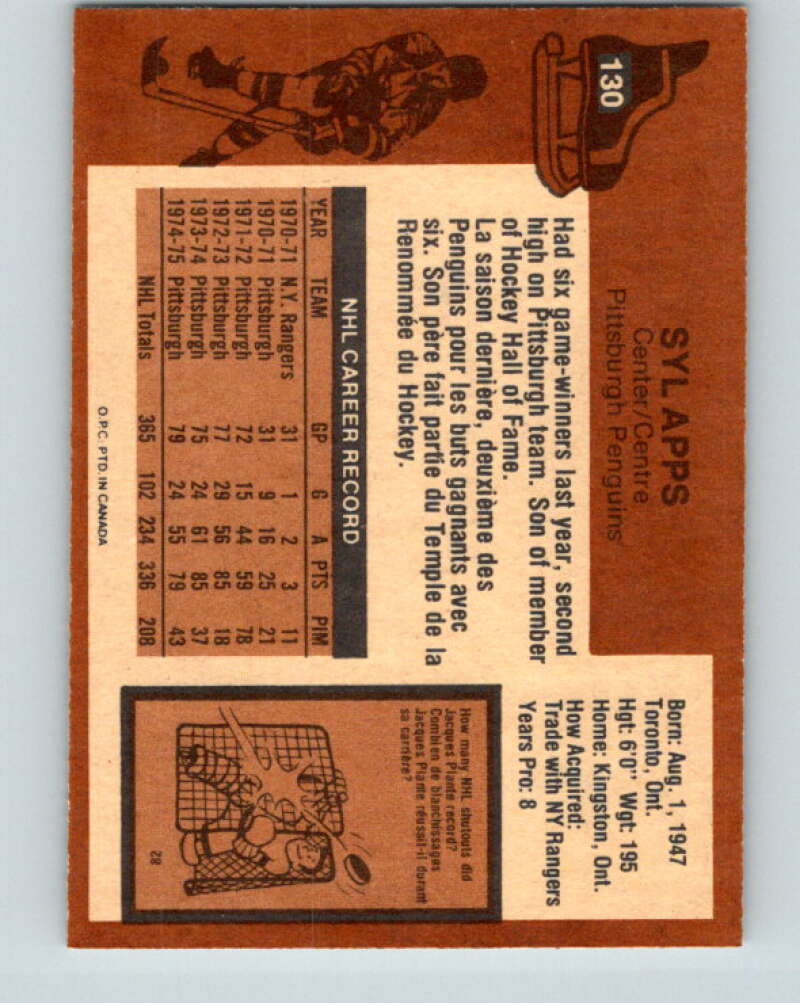 130
SYL APPS
Center/Centre
Pittsburgh Penguins
Born: Aug. 1, 1947
Toronto, Ont.
Hgt: 6'0" Wgt: 195
Home: Kingston, Ont.
How Acquired:
Trade with NY Rangers
Years Pro: 8
Had six game-winners last year, second
high on Pittsburgh team. Son of member
of Hockey Hall of Fame.
La saison dernière, deuxième des
Penguins pour les buts gagnants avec
six. Son père fait partie du Temple de la
Renommée du Hockey.
NHL CAREER RECORD
YEAR TEAM GP G A PTS PIM
1970-71 N.Y. Rangers 31 1 2 3 11
1970-71 Pittsburgh 31 9 16 25 21
1971-72 Pittsburgh 72 15 44 59 78
1972-73 Pittsburgh 77 29 56 85 18
1973-74 Pittsburgh 75 24 61 85 37
1974-75 Pittsburgh 79 24 55 79 43
NHL Totals 365 102 234 336 208
How many NHL shutouts did
Jacques Plante record?
Combien de blanchissages
Jacques Plante réussit-il durant
sa carrière?
82
O.P.C. PTD. IN CANADA